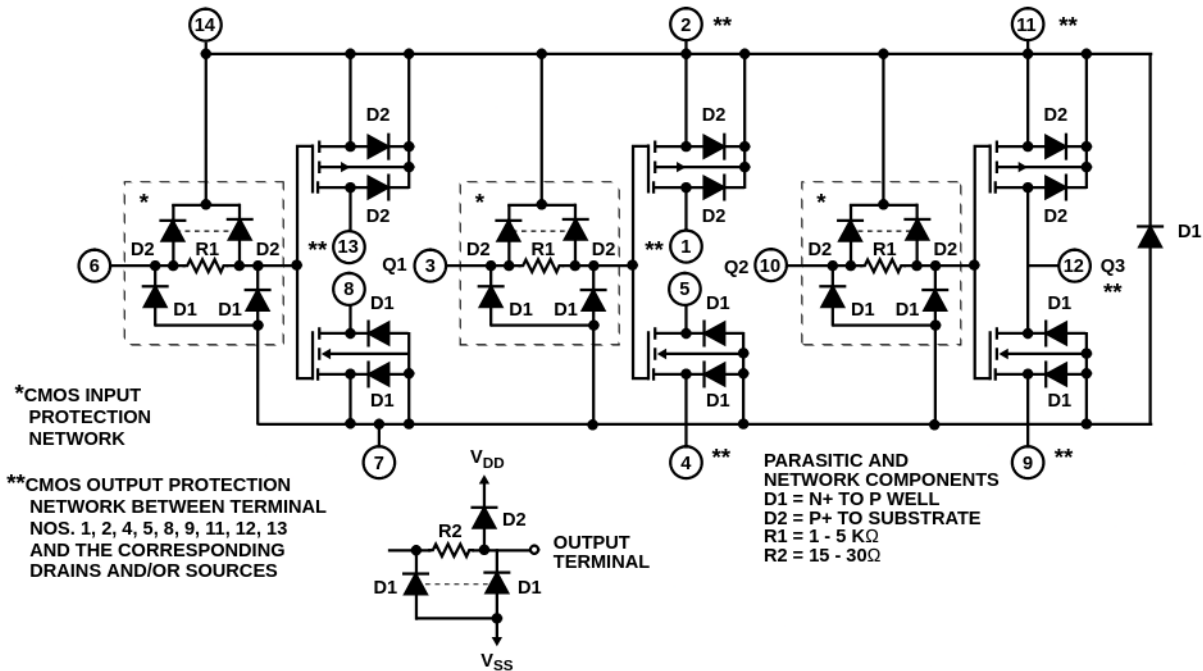 14
2 **
11 **
D2
D2
D2
D2
D2
D2
*
*
*
D2
R1
D2
D2
R1
D2
D2
R1
D2
D1
6
** 13
Q1 3
** 1
Q2 10
12 Q3
**
8
5
D1
D1
D1
D1
D1
D1
D1
D1
D1
D1
D1
D1
*CMOS INPUT
PROTECTION
NETWORK
7
4 **
9 **
**CMOS OUTPUT PROTECTION
NETWORK BETWEEN TERMINAL
NOS. 1, 2, 4, 5, 8, 9, 11, 12, 13
AND THE CORRESPONDING
DRAINS AND/OR SOURCES
VDD
D2
R2
OUTPUT
TERMINAL
D1
D1
VSS
PARASITIC AND
NETWORK COMPONENTS
D1 = N+ TO P WELL
D2 = P+ TO SUBSTRATE
R1 = 1 - 5 KΩ
R2 = 15 - 30Ω